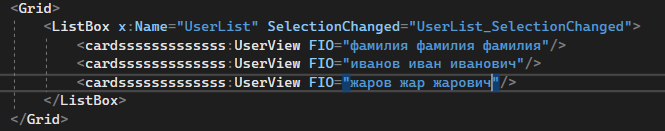 <Grid>
<ListBox x:Name="UserList" SelectionChanged="UserList_SelectionChanged">
<cardsssssssssssss:UserView FIO="фамилия фамилия фамилия"/>
<cardsssssssssssss:UserView FIO="иванов иван иванович"/>
<cardsssssssssssss:UserView FIO="жаров жар жарович"/>
</ListBox>
</Grid>